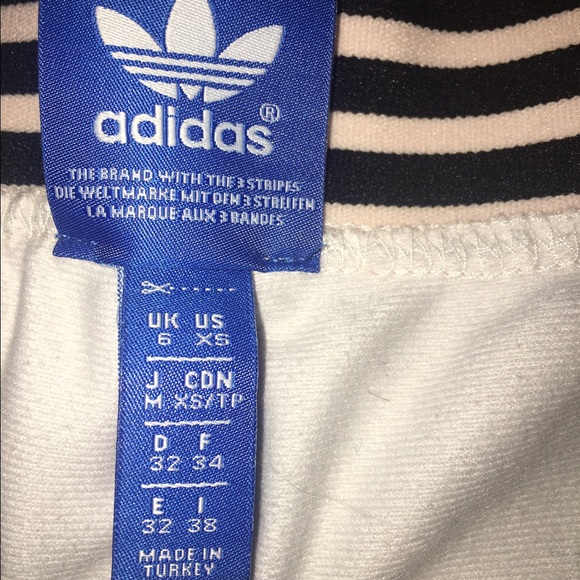 adidas®
THE BRAND WITH THE 3 STRIPES
DIE WELTMARKE MIT DEN 3 STREIFEN
LA MARQUE AUX 3 BANDES
UK US
6 XS
J CDN
M XS/TP
D F
32 34
E I
32 38
MADE IN
TURKEY